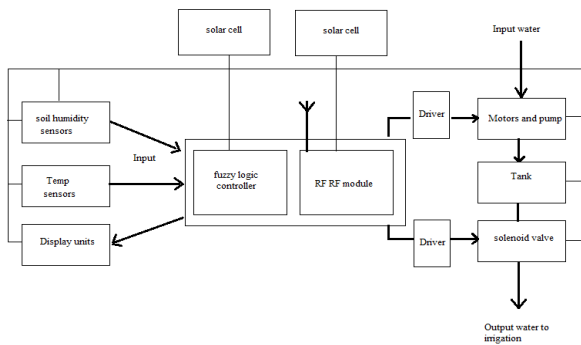 solar cell
solar cell
Input water
soil humidity
sensors
Driver
Motors and pump
Input
fuzzy logic
controller
RF RF module
Temp
sensors
Tank
Display units
Driver
solenoid valve
Output water to
irrigation